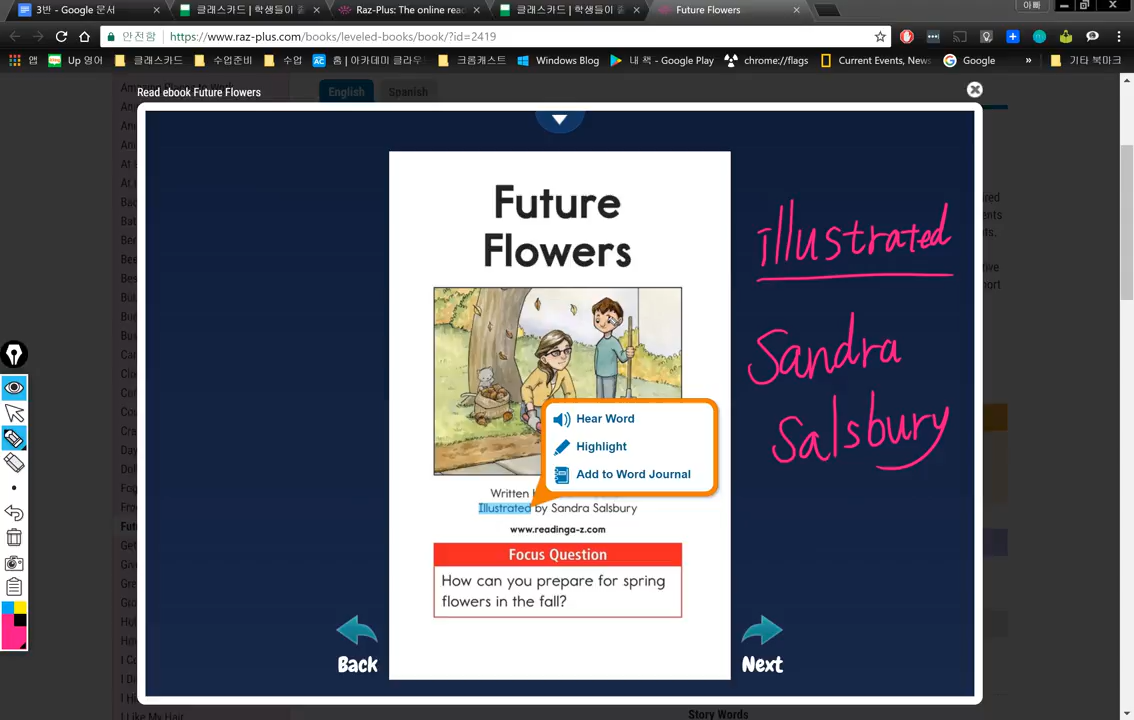 3반 - Google 문서
클래스카드 | 학생들이
Raz-Plus: The online rea
클래스카드 | 학생들이
Future Flowers
아빠
안전함
https://www.raz-plus.com/books/leveled-books/book/?id=2419
앱
Up 영어
클래스카드
수업준비
수업
홈 | 아카데미 클라우
크롬캐스트
Windows Blog
내 책 - Google Play
chrome://flags
Current Events, News
Google
»
기타 북마크
Read ebook Future Flowers
English
Spanish
Future
Flowers
Illustrated
Sandra
Salsbury
Hear Word
Highlight
Add to Word Journal
Written
Illustrated by Sandra Salsbury
www.readinga-z.com
Focus Question
How can you prepare for spring
flowers in the fall?
Back
Next
I Like My Hair
Story Words